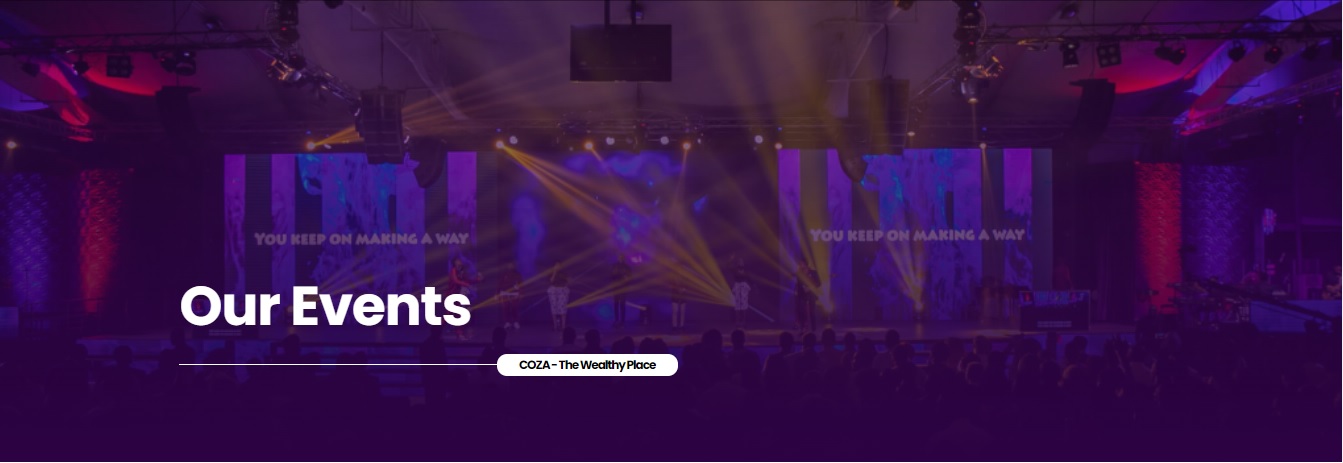 YOU KEEP ON MAKING A WAY
YOU KEEP ON MAKING A WAY
Our Events
COZA - The Wealthy Place